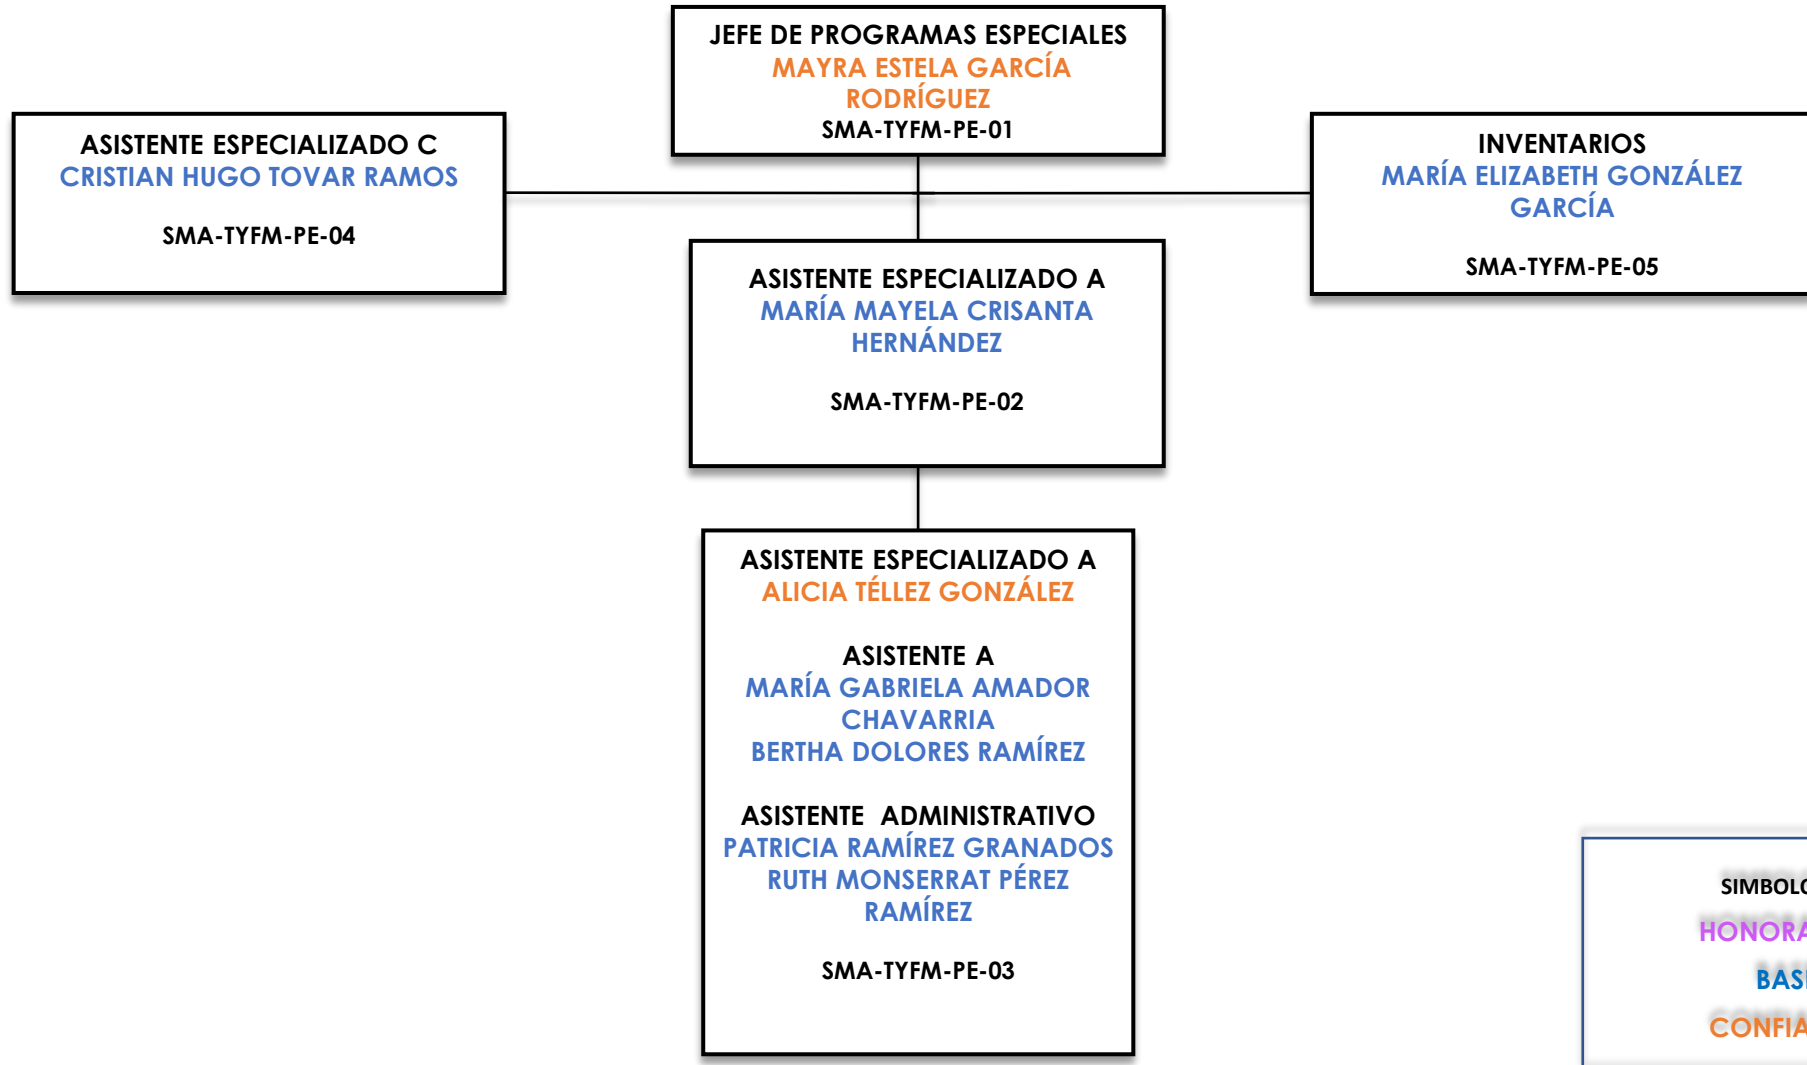 JEFE DE PROGRAMAS ESPECIALES
MAYRA ESTELA GARCÍA
RODRÍGUEZ
SMA-TYFM-PE-01
ASISTENTE ESPECIALIZADO C
CRISTIAN HUGO TOVAR RAMOS
SMA-TYFM-PE-04
INVENTARIOS
MARÍA ELIZABETH GONZÁLEZ
GARCÍA
SMA-TYFM-PE-05
ASISTENTE ESPECIALIZADO A
MARÍA MAYELA CRISANTA
HERNÁNDEZ
SMA-TYFM-PE-02
ASISTENTE ESPECIALIZADO A
ALICIA TÉLLEZ GONZÁLEZ
ASISTENTE A
MARÍA GABRIELA AMADOR
CHAVARRIA
BERTHA DOLORES RAMÍREZ
ASISTENTE ADMINISTRATIVO
PATRICIA RAMÍREZ GRANADOS
RUTH MONSERRAT PÉREZ
RAMÍREZ
SMA-TYFM-PE-03